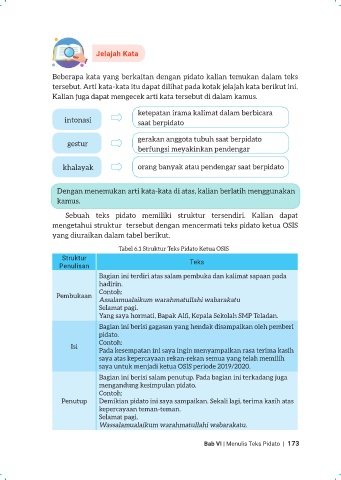 Jelajah Kata
Beberapa kata yang berkaitan dengan pidato kalian temukan dalam teks
tersebut. Arti kata-kata itu dapat dilihat pada kotak jelajah kata berikut ini.
Kalian juga dapat mengecek arti kata tersebut di dalam kamus.
intonasi
ketepatan irama kalimat dalam berbicara
saat berpidato
gestur
gerakan anggota tubuh saat berpidato
berfungsi meyakinkan pendengar
khalayak
orang banyak atau pendengar saat berpidato
Dengan menemukan arti kata-kata di atas, kalian berlatih menggunakan
kamus.
Sebuah teks pidato memiliki struktur tersendiri. Kalian dapat
mengetahui struktur tersebut dengan mencermati teks pidato ketua OSIS
yang diuraikan dalam tabel berikut.
Tabel 6.1 Struktur Teks Pidato Ketua OSIS
Struktur
Penulisan
Teks
Pembukaan
Bagian ini terdiri atas salam pembuka dan kalimat sapaan pada
hadirin.
Contoh:
Assalamualaikum warahmatullahi wabarakatu
Selamat pagi.
Yang saya hormati, Bapak Alfi, Kepala Sekolah SMP Teladan.
Isi
Bagian ini berisi gagasan yang hendak disampaikan oleh pemberi
pidato.
Contoh:
Pada kesempatan ini saya ingin menyampaikan rasa terima kasih
saya atas kepercayaan rekan-rekan semua yang telah memilih
saya untuk menjadi ketua OSIS periode 2019/2020.
Penutup
Bagian ini berisi salam penutup. Pada bagian ini terkadang juga
mengandung kesimpulan pidato.
Contoh:
Demikian pidato ini saya sampaikan. Sekali lagi, terima kasih atas
kepercayaan teman-teman.
Selamat pagi.
Wassalamualaikum warahmatullahi wabarakatu.
Bab VI | Menulis Teks Pidato | 173